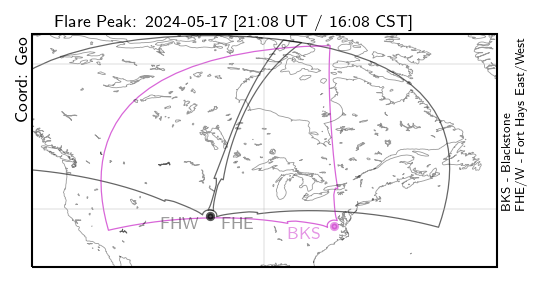 Flare Peak: 2024-05-17 [21:08 UT / 16:08 CST]
Coord: Geo
FHW
FHE
BKS
BKS - Blackstone
FHE/W - Fort Hays East/West